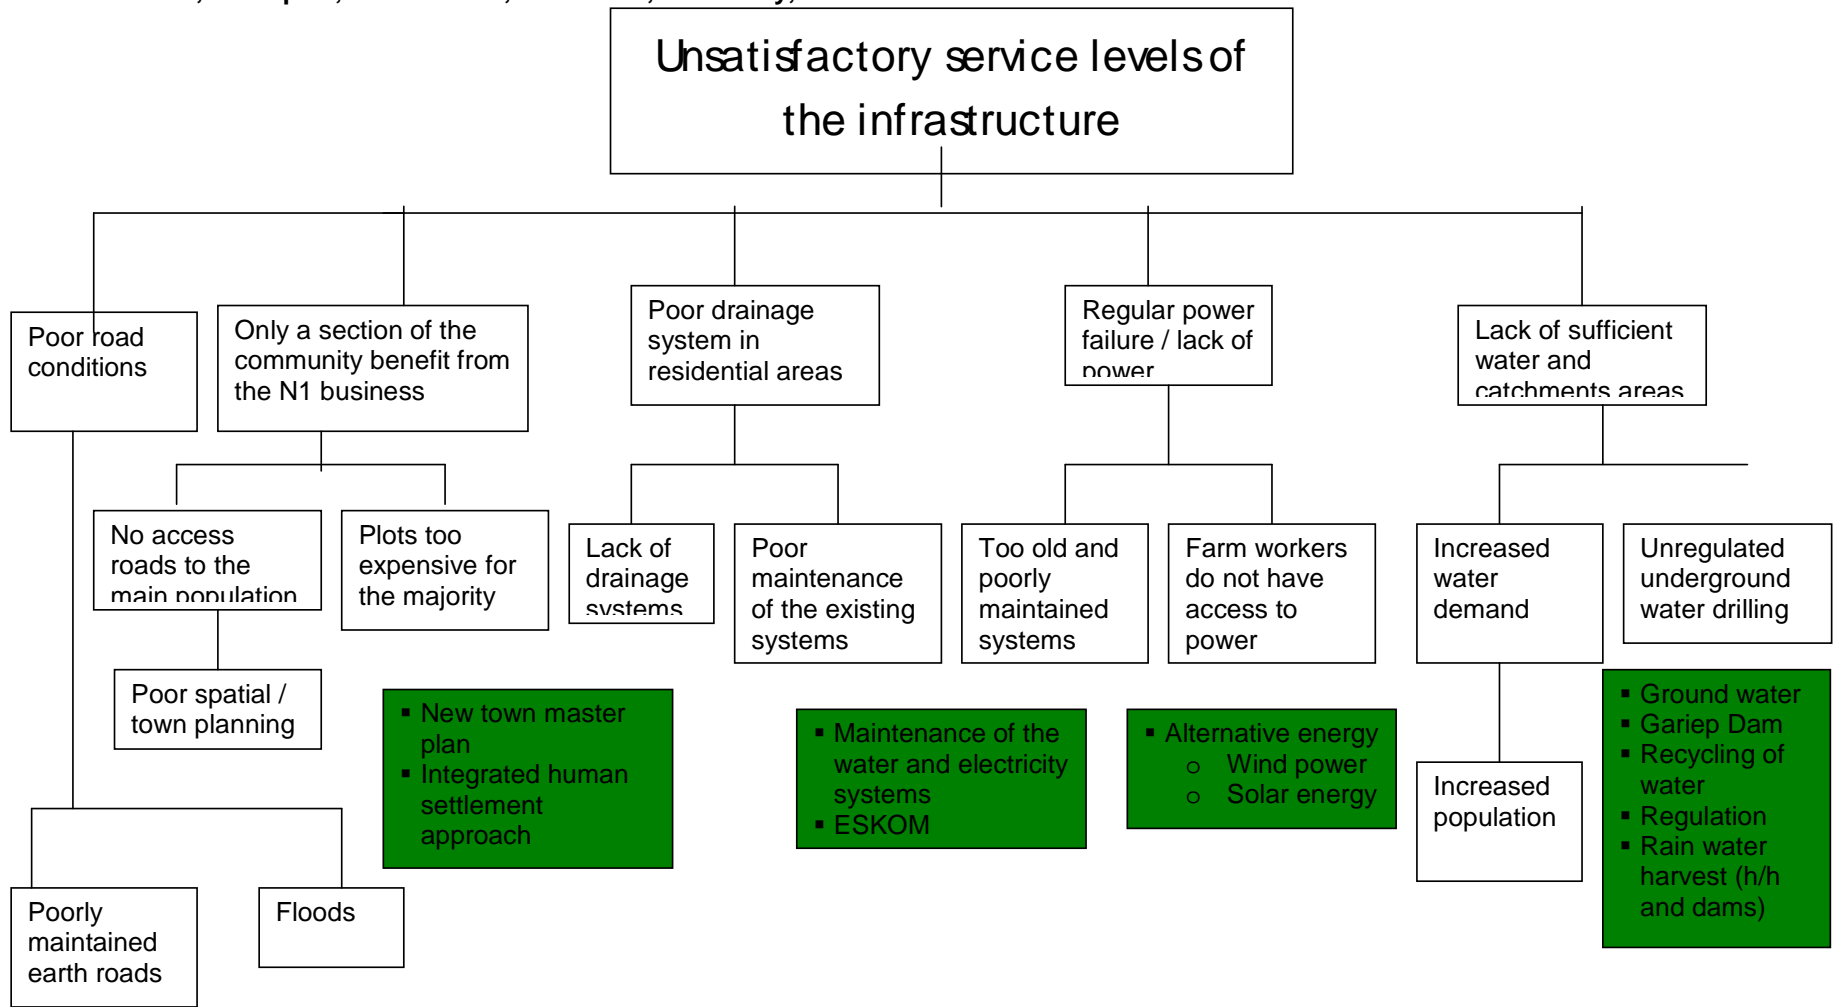 Unsatisfactory service levels of
the infrastructure
Poor road
conditions
Only a section of the
community benefit from
the N1 business
Poor drainage
system in
residential areas
Regular power
failure / lack of
power
Lack of sufficient
water and
catchments areas
No access
roads to the
main population
Plots too
expensive for
the majority
Lack of
drainage
systems
Poor
maintenance
of the existing
systems
Too old and
poorly
maintained
systems
Farm workers
do not have
access to
power
Increased
water
demand
Unregulated
underground
water drilling
Poor spatial /
town planning
▪ New town master
plan
▪ Integrated human
settlement
approach
▪ Maintenance of the
water and electricity
systems
▪ ESKOM
▪ Alternative energy
o Wind power
o Solar energy
Increased
population
▪ Ground water
▪ Gariep Dam
▪ Recycling of
water
▪ Regulation
▪ Rain water
harvest (h/h
and dams)
Poorly
maintained
earth roads
Floods